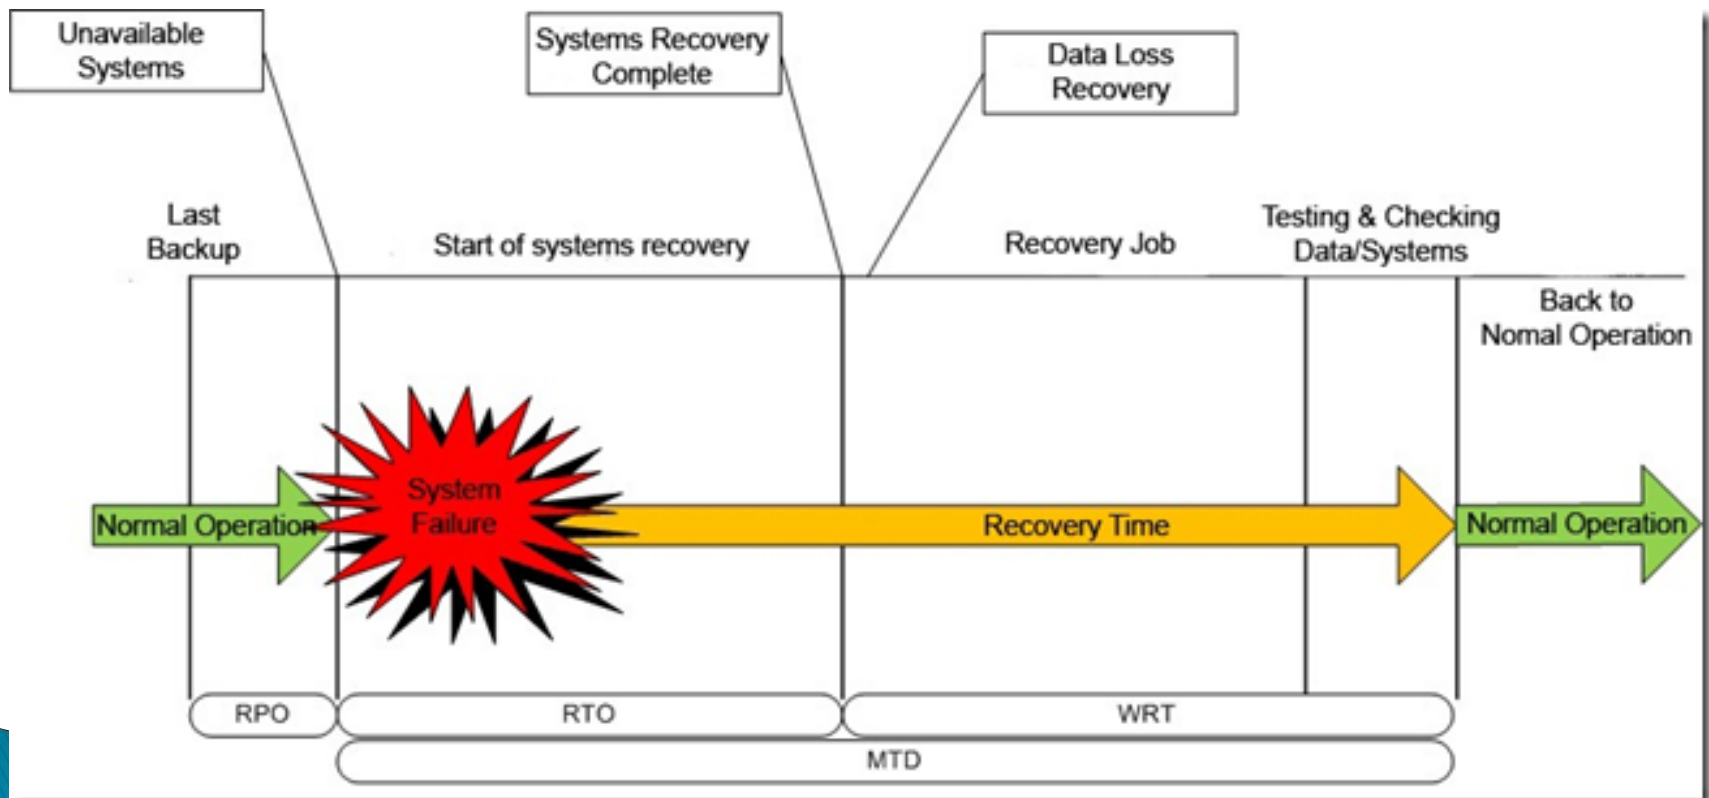 Unavailable
Systems
Systems Recovery
Complete
Data Loss
Recovery
Last
Backup
Start of systems recovery
Recovery Job
Testing & Checking
Data/Systems
Back to
Nomal Operation
Normal Operation
System
Failure
Recovery Time
Normal Operation
RPO
RTO
WRT
MTD